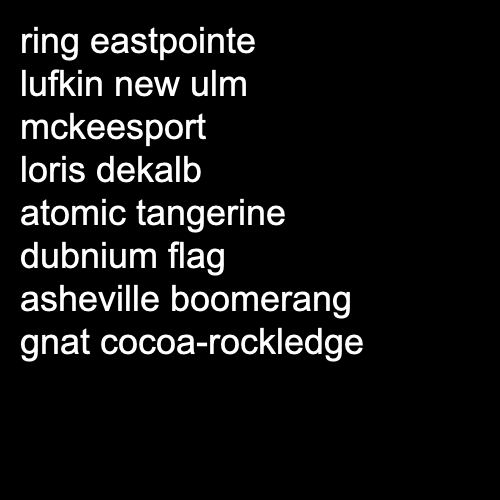 ring eastpointe
lufkin new ulm
mckeesport
loris dekalb
atomic tangerine
dubnium flag
asheville boomerang
gnat cocoa-rockledge